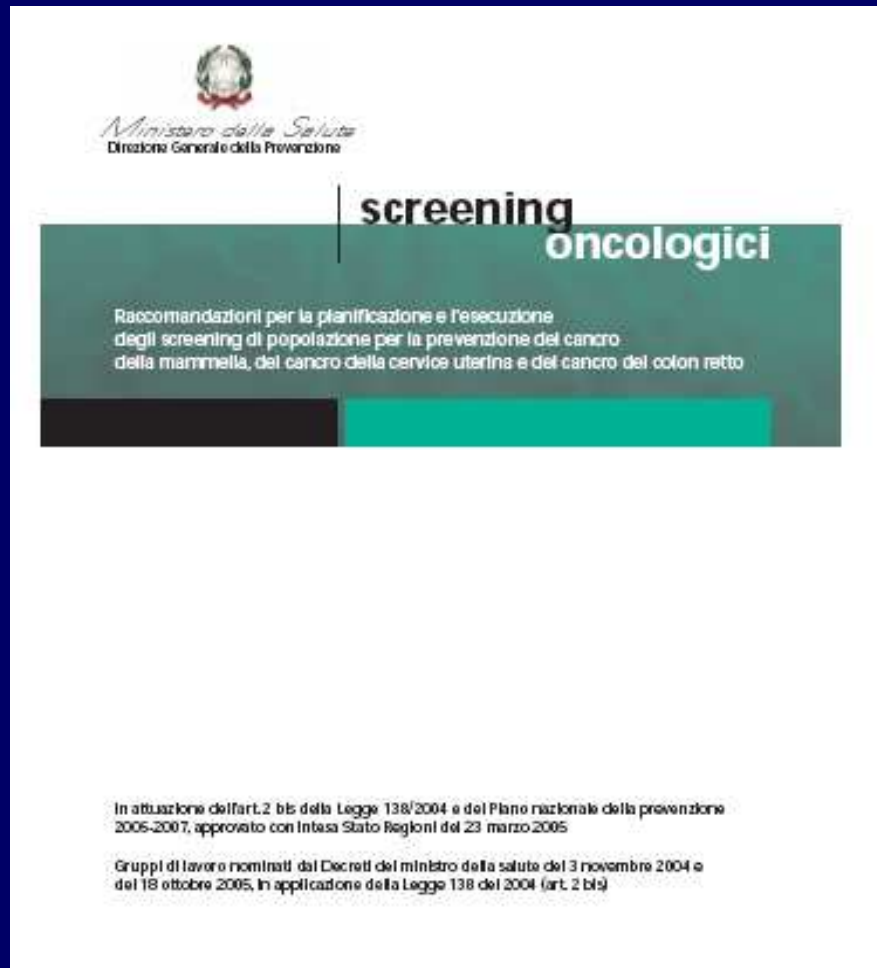 Ministero della Salute
Direzione Generale della Prevenzione
screening
oncologici
Raccomandazioni per la pianificazione e l'esecuzione
degli screening di popolazione per la prevenzione del cancro
della mammella, del cancro della cervice uterina e del cancro del colon retto
In attuazione dell'art. 2 bis della Legge 138/2004 e del Piano nazionale della prevenzione
2005-2007, approvato con Intesa Stato Regioni del 23 marzo 2005
Gruppi di lavoro nominati dai Decreti del ministro della salute del 3 novembre 2004 e
del 18 ottobre 2005, in applicazione della Legge 138 del 2004 (art. 2 bis)